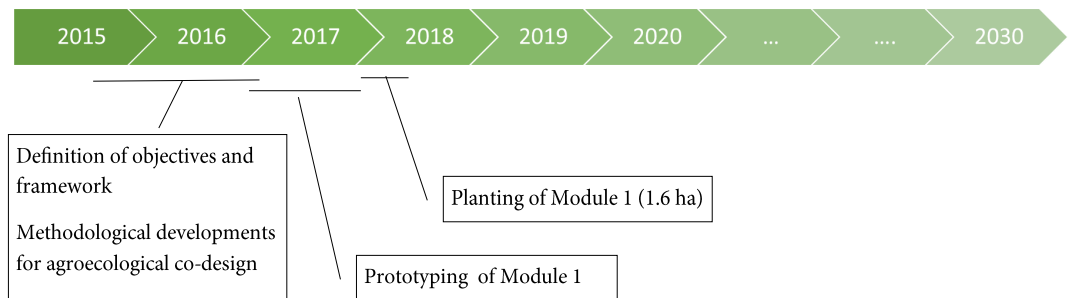 2015 2016 2017 2018 2019 2020 ... .... 2030
Definition of objectives and
framework
Methodological developments
for agroecological co-design
Planting of Module 1 (1.6 ha)
Prototyping of Module 1